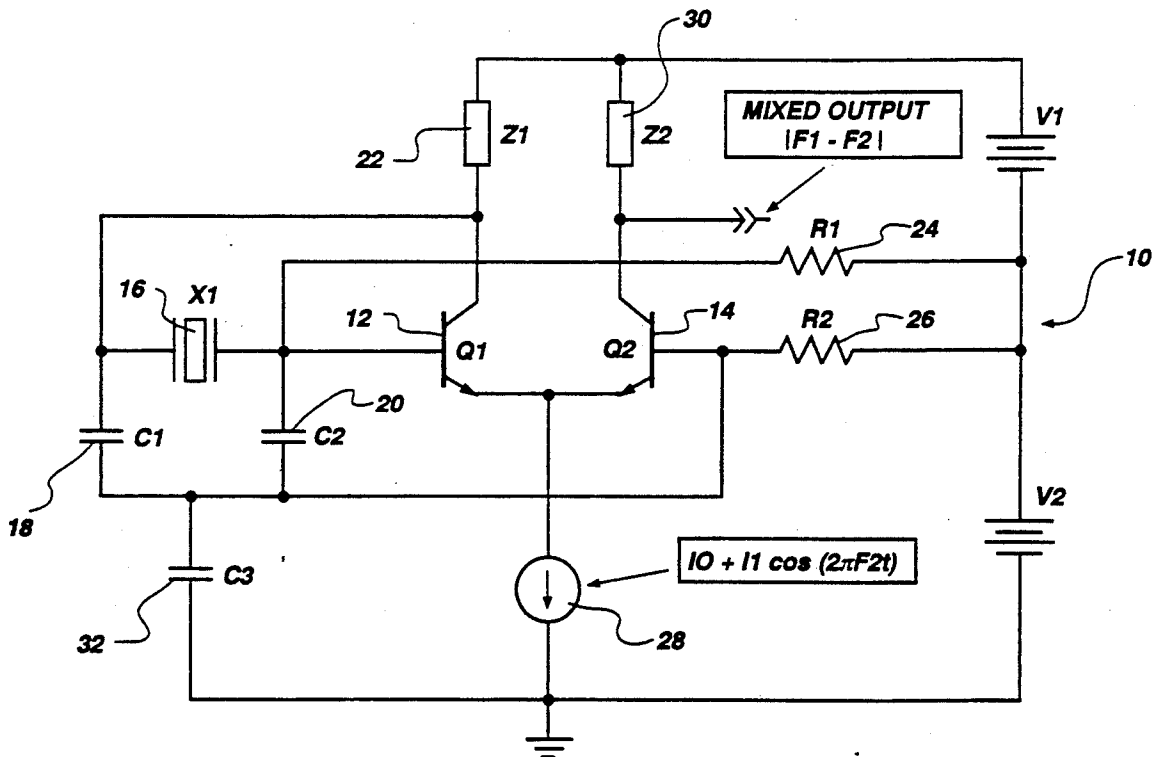 30
MIXED OUTPUT
|F1 - F2 |
V1
Z1
Z2
22
R1
24
10
16
X1
12
14
R2
26
Q1
Q2
20
C1
C2
18
V2
IO + I1 cos (2πF2t)
C3
28
32